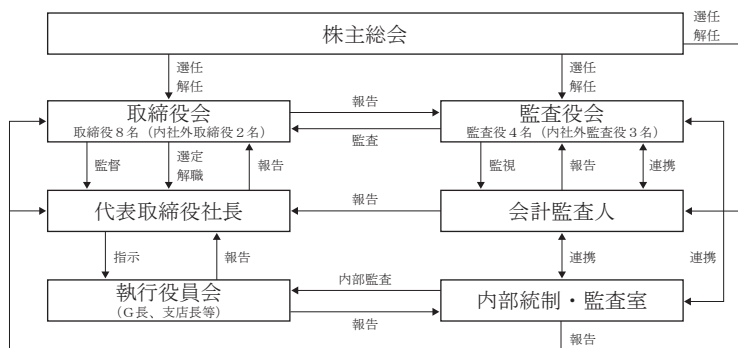 株主総会
選任
解任
選任
解任
選任
解任
取締役会
取締役８名（内社外取締役２名）
報告
監査
監査役会
監査役４名（内社外監査役３名）
監督
選定
解職
報告
監視
報告
連携
代表取締役社長
報告
会計監査人
指示
報告
連携
連携
執行役員会
（Ｇ長、支店長等）
内部監査
報告
内部統制・監査室
報告